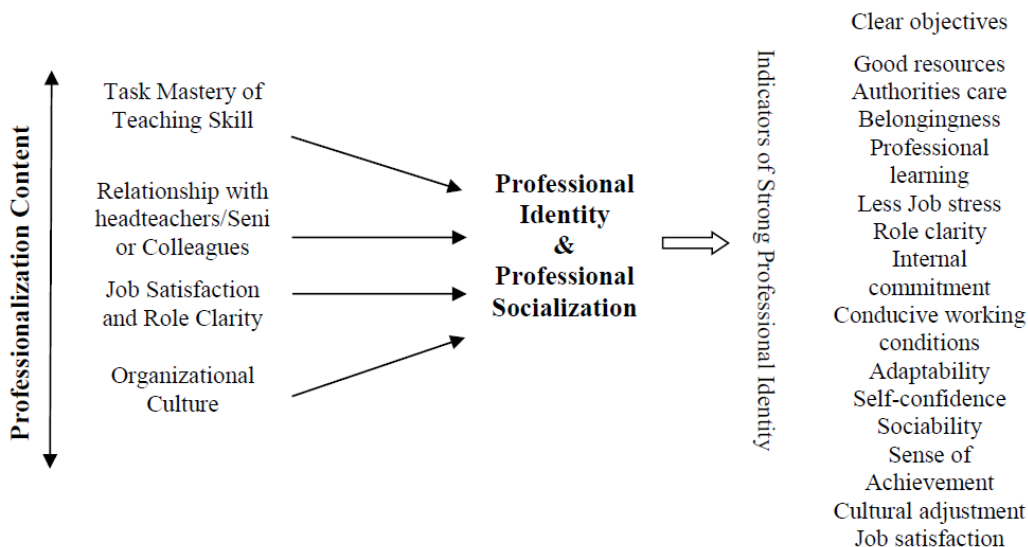 Professionalization Content
Task Mastery of
Teaching Skill
Relationship with
headteachers/Seni
or Colleagues
Job Satisfaction
and Role Clarity
Organizational
Culture
Professional
Identity
&
Professional
Socialization
Indicators of Strong Professional Identity
Clear objectives
Good resources
Authorities care
Belongingness
Professional
learning
Less Job stress
Role clarity
Internal
commitment
Conducive working
conditions
Adaptability
Self-confidence
Sociability
Sense of
Achievement
Cultural adjustment
Job satisfaction